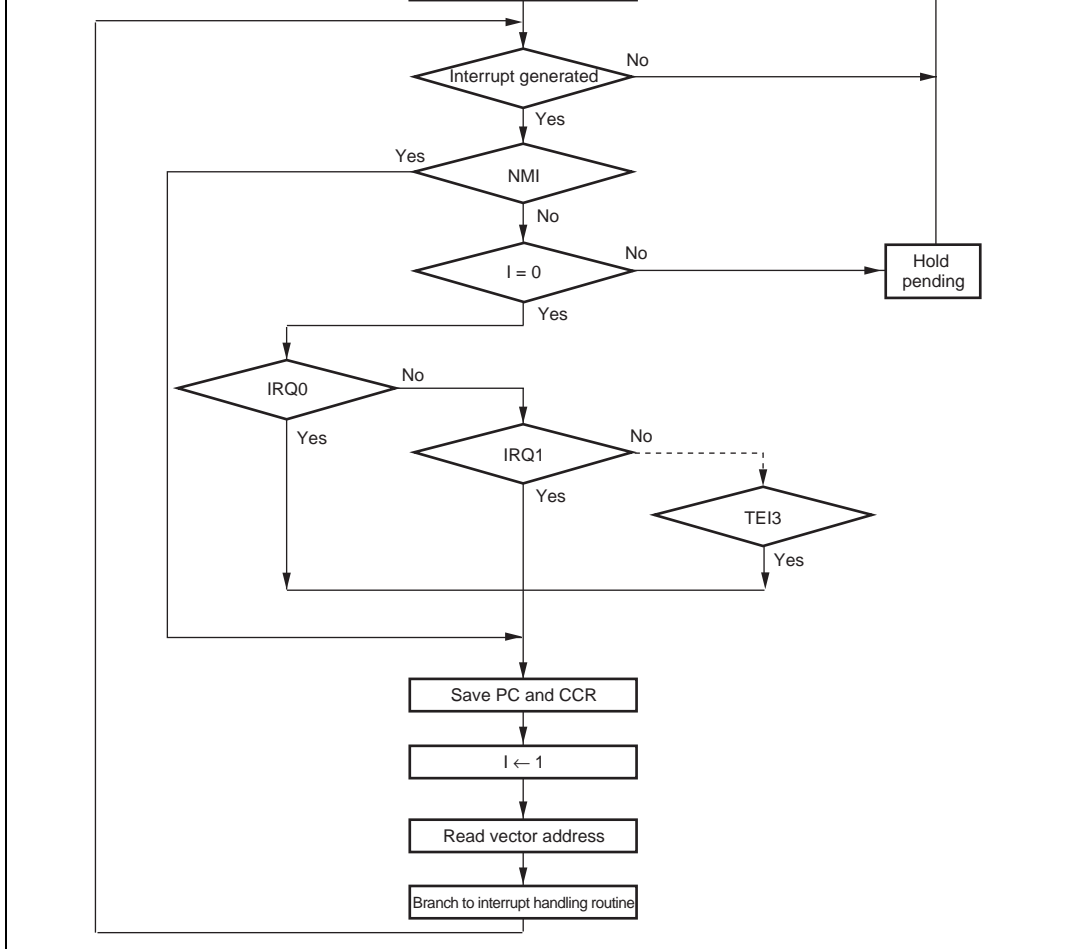 No
Interrupt generated
Yes
Yes
NMI
No
No
I = 0
Hold
pending
Yes
No
IRQ0
Yes
No
IRQ1
Yes
TEI3
Yes
Save PC and CCR
I ← 1
Read vector address
Branch to interrupt handling routine